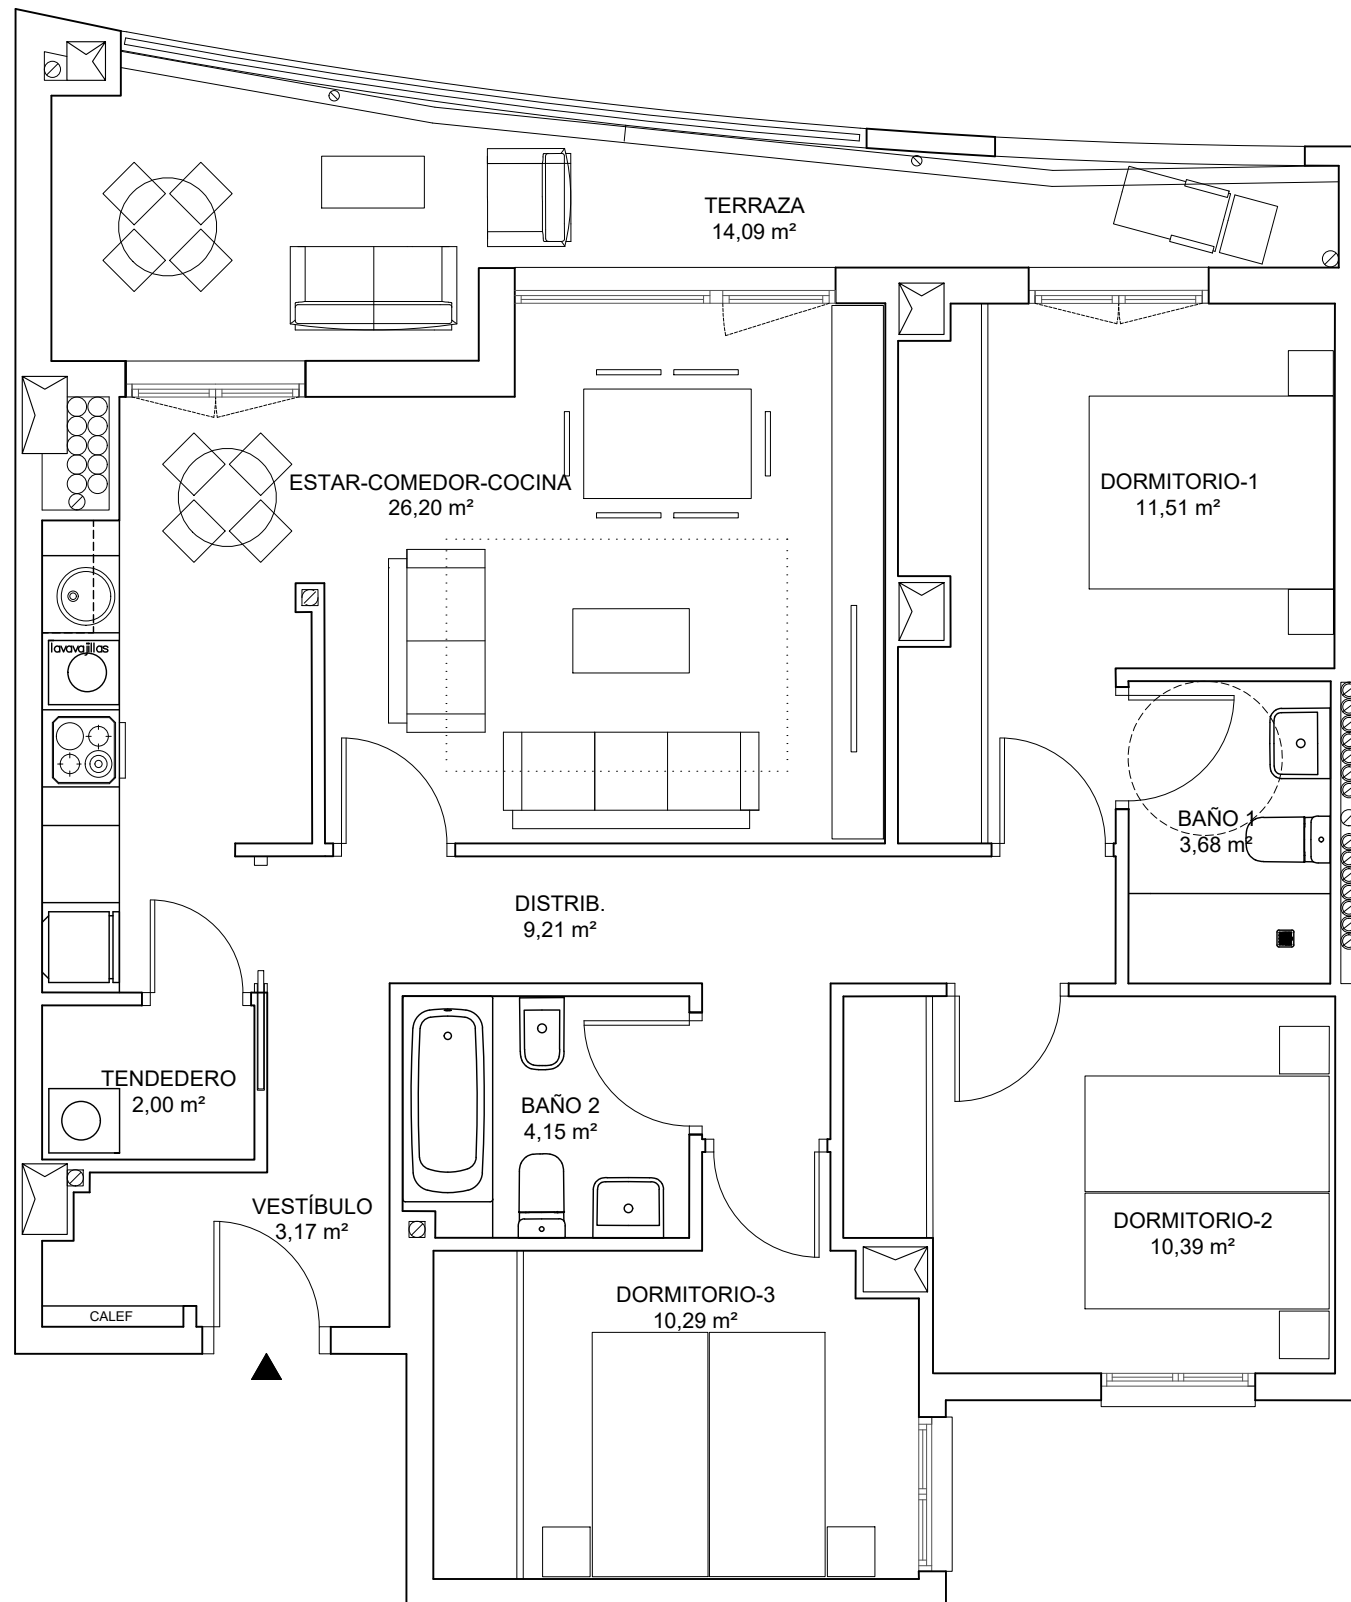 TERRAZA
14,09 m²
ESTAR-COMEDOR-COCINA
26,20 m²
DORMITORIO-1
11,51 m²
lavavajillas
BAÑO 1
3,68 m²
DISTRIB.
9,21 m²
TENDEDERO
2,00 m²
BAÑO 2
4,15 m²
VESTÍBULO
3,17 m²
DORMITORIO-2
10,39 m²
DORMITORIO-3
10,29 m²
CALEF